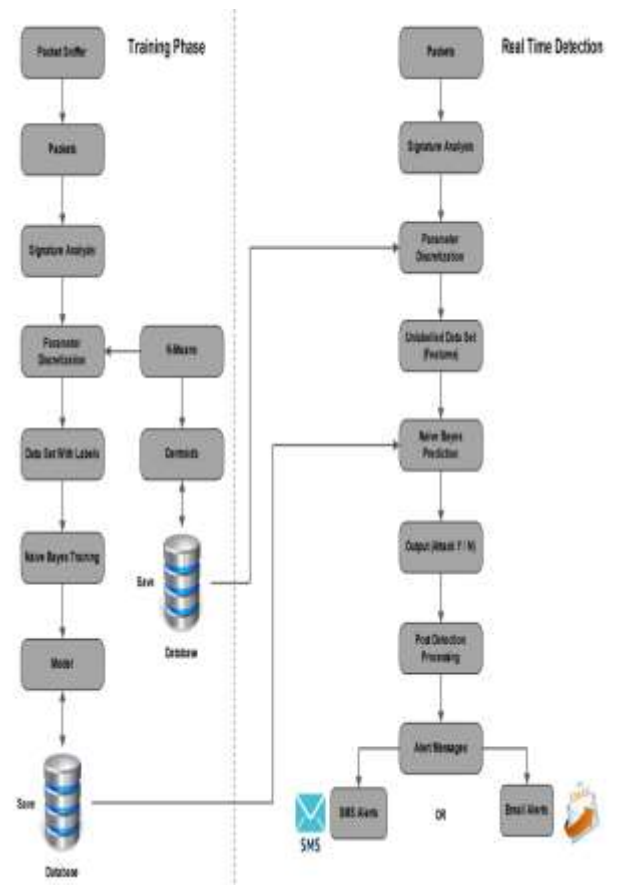 Training Phase
Packet Sniffer
Packets
Signature Analysis
Parameter
Discretization
K-Means
Data Set With Labels
Centroids
Naive Bayes Training
Save
Database
Model
Save
Database
Real Time Detection
Packets
Signature Analysis
Parameter
Discretization
Unlabelled Data Set
(Features)
Naive Bayes
Prediction
Output (Attack Y / N)
Post Detection
Processing
Alert Messages
SMS
SMS Alerts
OR
Email Alerts